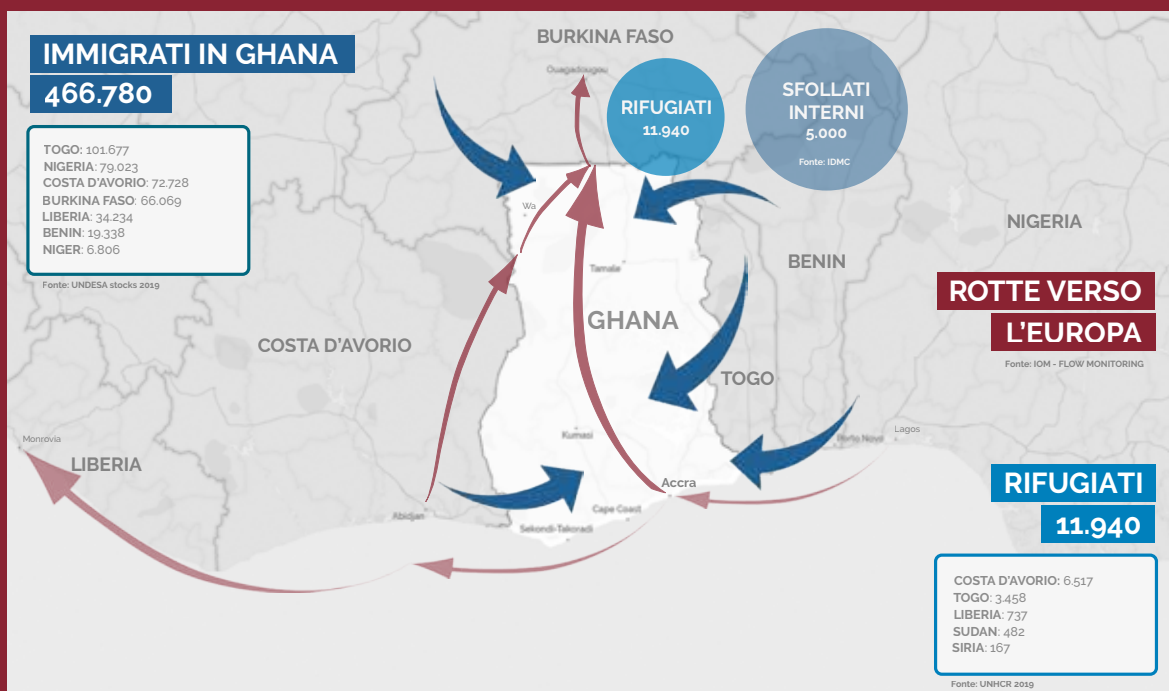 IMMIGRATI IN GHANA
466.780
TOGO: 101.677
NIGERIA: 79.023
COSTA D'AVORIO: 72.728
BURKINA FASO: 66.069
LIBERIA: 34.234
BENIN: 19.338
NIGER: 6.806
Fonte: UNDESA stocks 2019
BURKINA FASO
Ouagadougou
RIFUGIATI
11.940
SFOLLATI
INTERNI
5.000
Fonte: IDMC
Wa
NIGERIA
BENIN
Tamale
GHANA
COSTA D'AVORIO
TOGO
ROTTE VERSO
L'EUROPA
Fonte: IOM - FLOW MONITORING
Monrovia
LIBERIA
Kumasi
Porto Novo
Lagos
Accra
Abidjan
Cape Coast
Sekondi-Takoradi
RIFUGIATI
11.940
COSTA D'AVORIO: 6.517
TOGO: 3.458
LIBERIA: 737
SUDAN: 482
SIRIA: 167
Fonte: UNHCR 2019